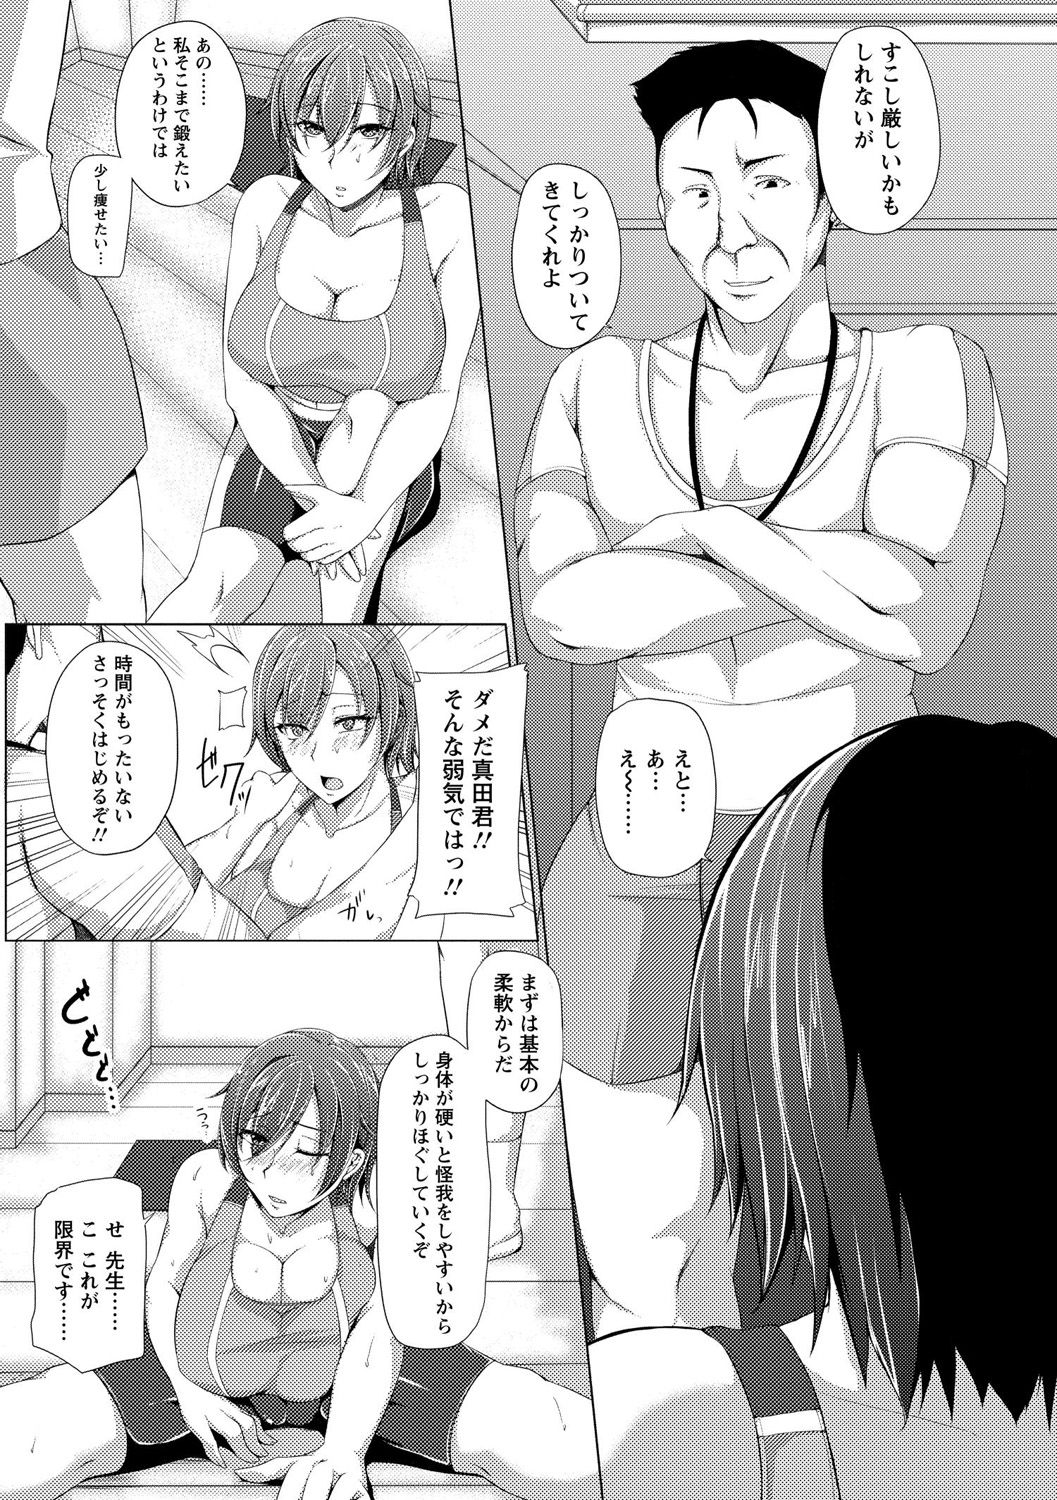 すこし厳しいかも
しれないが
しっかりついて
きてくれよ
えと…
あ…
え〜……
あの……
私そこまで鍛えたい
というわけでは
少し痩せたい…
ダメだ真田君!!
そんな弱気ではっ!!
ゼグッ
ガしっ
時間がもったいない
さっそくはじめるぞ!!
まずは基本の
柔軟からだ
身体が硬いと怪我をしやすいから
しっかりほぐしていくぞ
うっ
せ 先生……
こ これが
限界です……